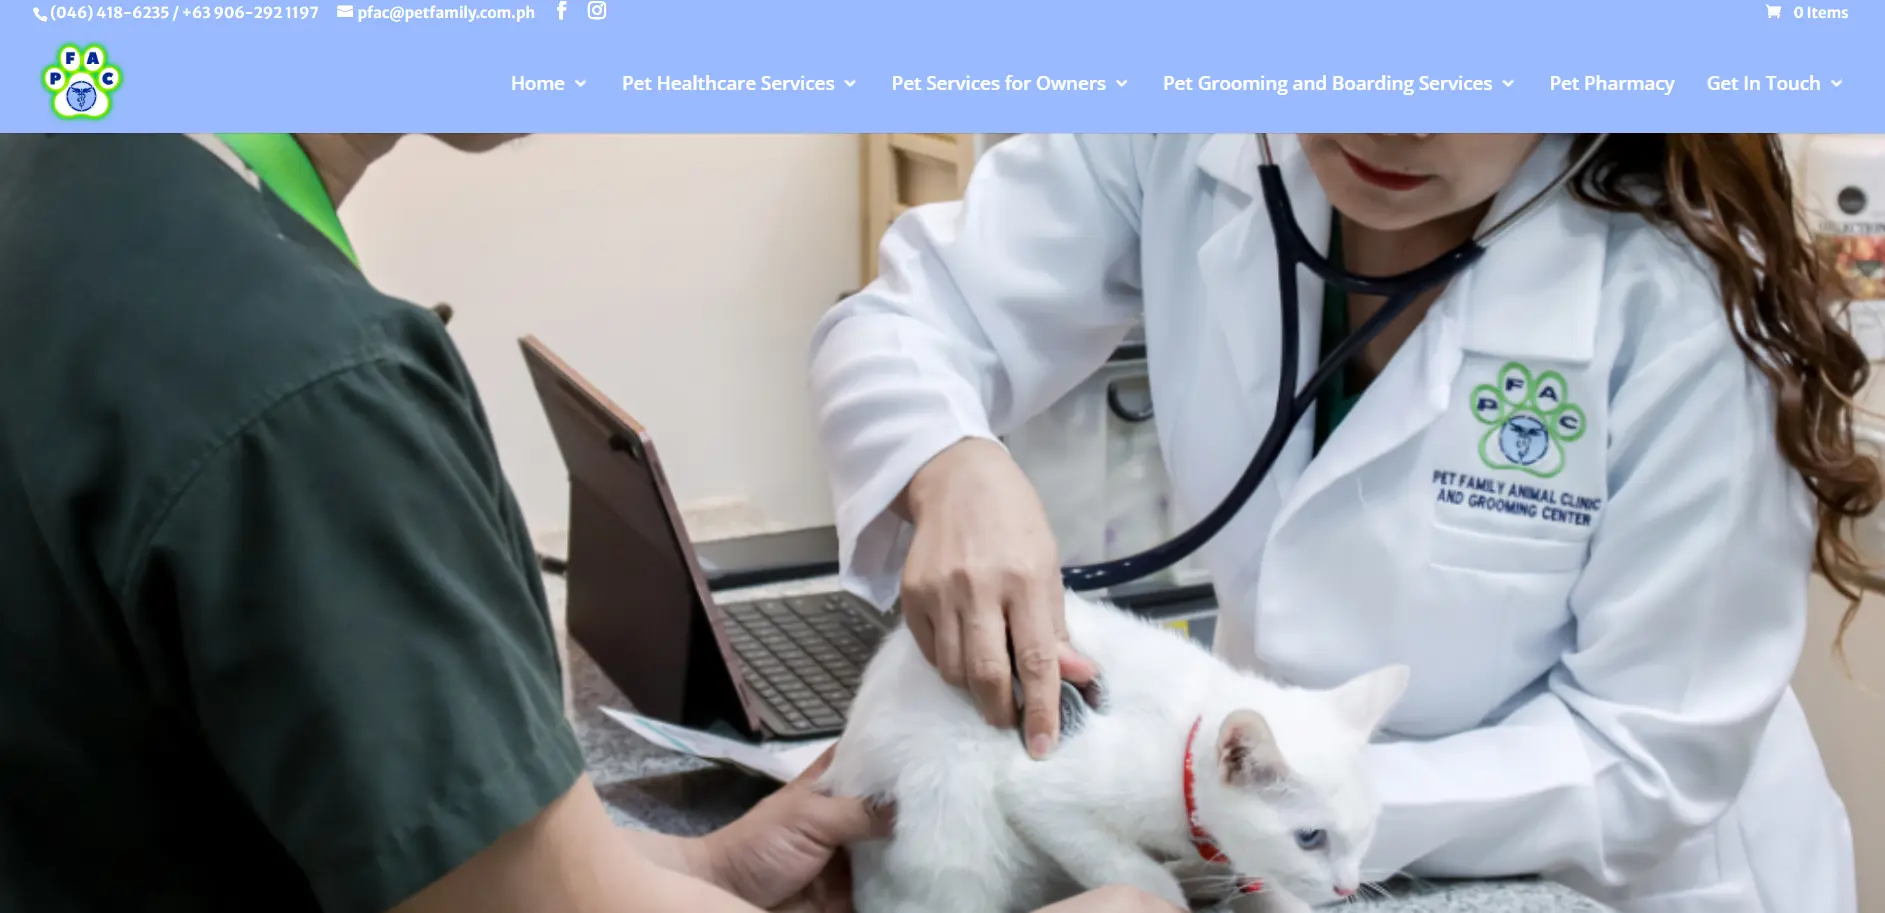 (046) 418-6235 / +63 906-292 1197 pfac@petfamily.com.ph 0 Items
P F A C
Home Pet Healthcare Services Pet Services for Owners Pet Grooming and Boarding Services Pet Pharmacy Get In Touch
P F A C
PET FAMILY ANIMAL CLINIC
AND GROOMING CENTER